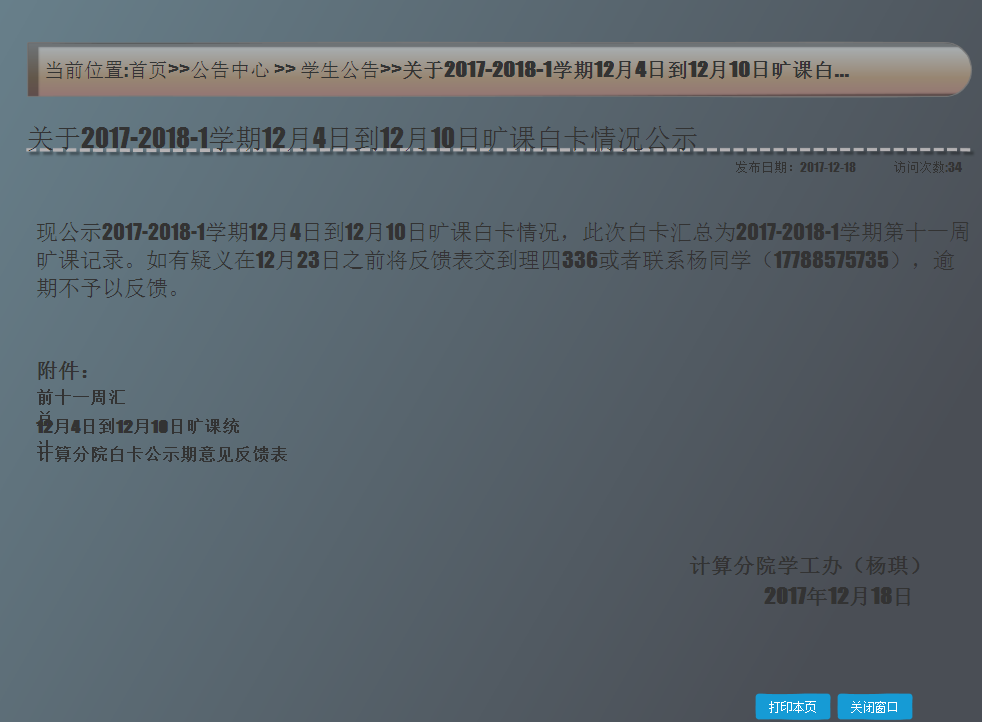 当前位置:首页>>公告中心 >> 学生公告>>关于2017-2018-1学期12月4日到12月10日旷课白...
关于2017-2018-1学期12月4日到12月10日旷课白卡情况公示
发布日期：2017-12-18 访问次数:34
现公示2017-2018-1学期12月4日到12月10日旷课白卡情况，此次白卡汇总为2017-2018-1学期第十一周
旷课记录。如有疑义在12月23日之前将反馈表交到理四336或者联系杨同学（17788575735），逾
期不予以反馈。
附件：
前十一周汇
总
12月4日到12月10日旷课统
计
计算分院白卡公示期意见反馈表
计算分院学工办（杨琪）
2017年12月18日
打印本页 关闭窗口